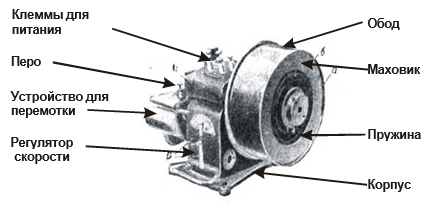 Клеммы для
питания
Перо
Устройство для
перемотки
Регулятор
скорости
Обод
б
а
Маховик
Пружина
Корпус